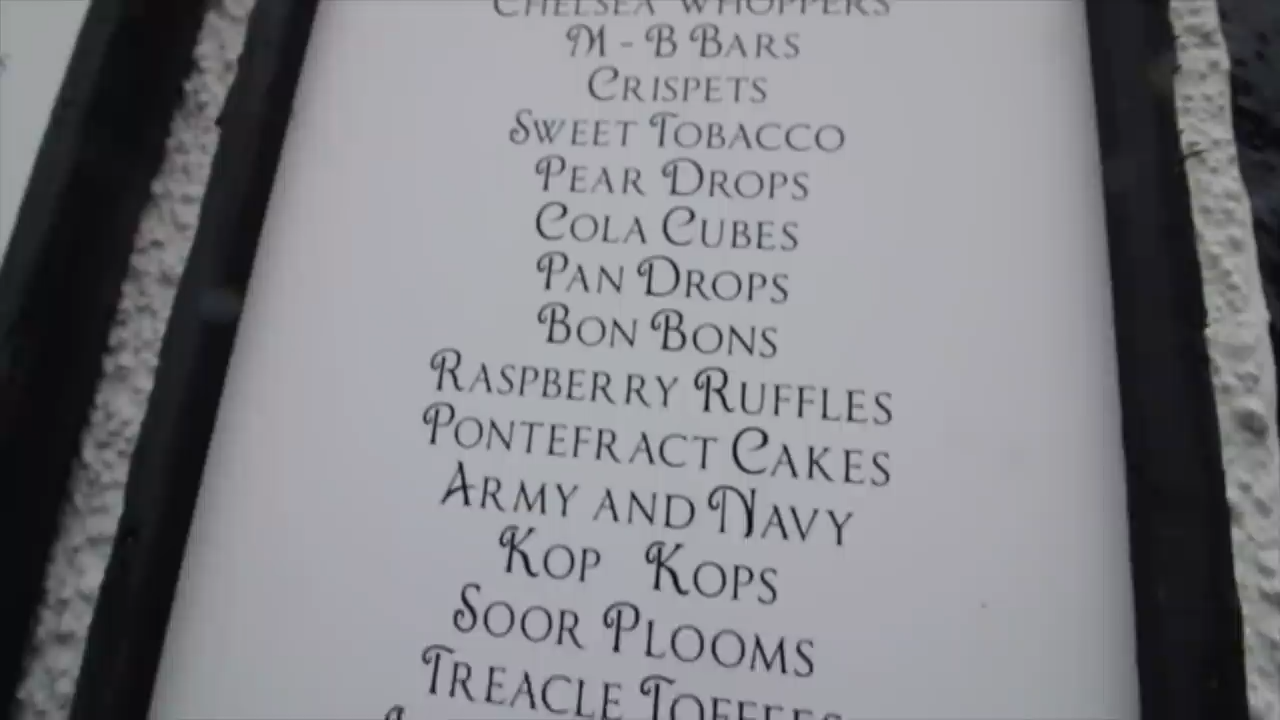 CHELSEA WHOPPERS
M - B BARS
CRISPETS
SWEET TOBACCO
PEAR DROPS
COLA CUBES
PAN DROPS
BON BONS
RASPBERRY RUFFLES
PONTEFRACT CAKES
ARMY AND NAVY
KOP KOPS
SOOR PLOOMS
TREACLE TOFFEES